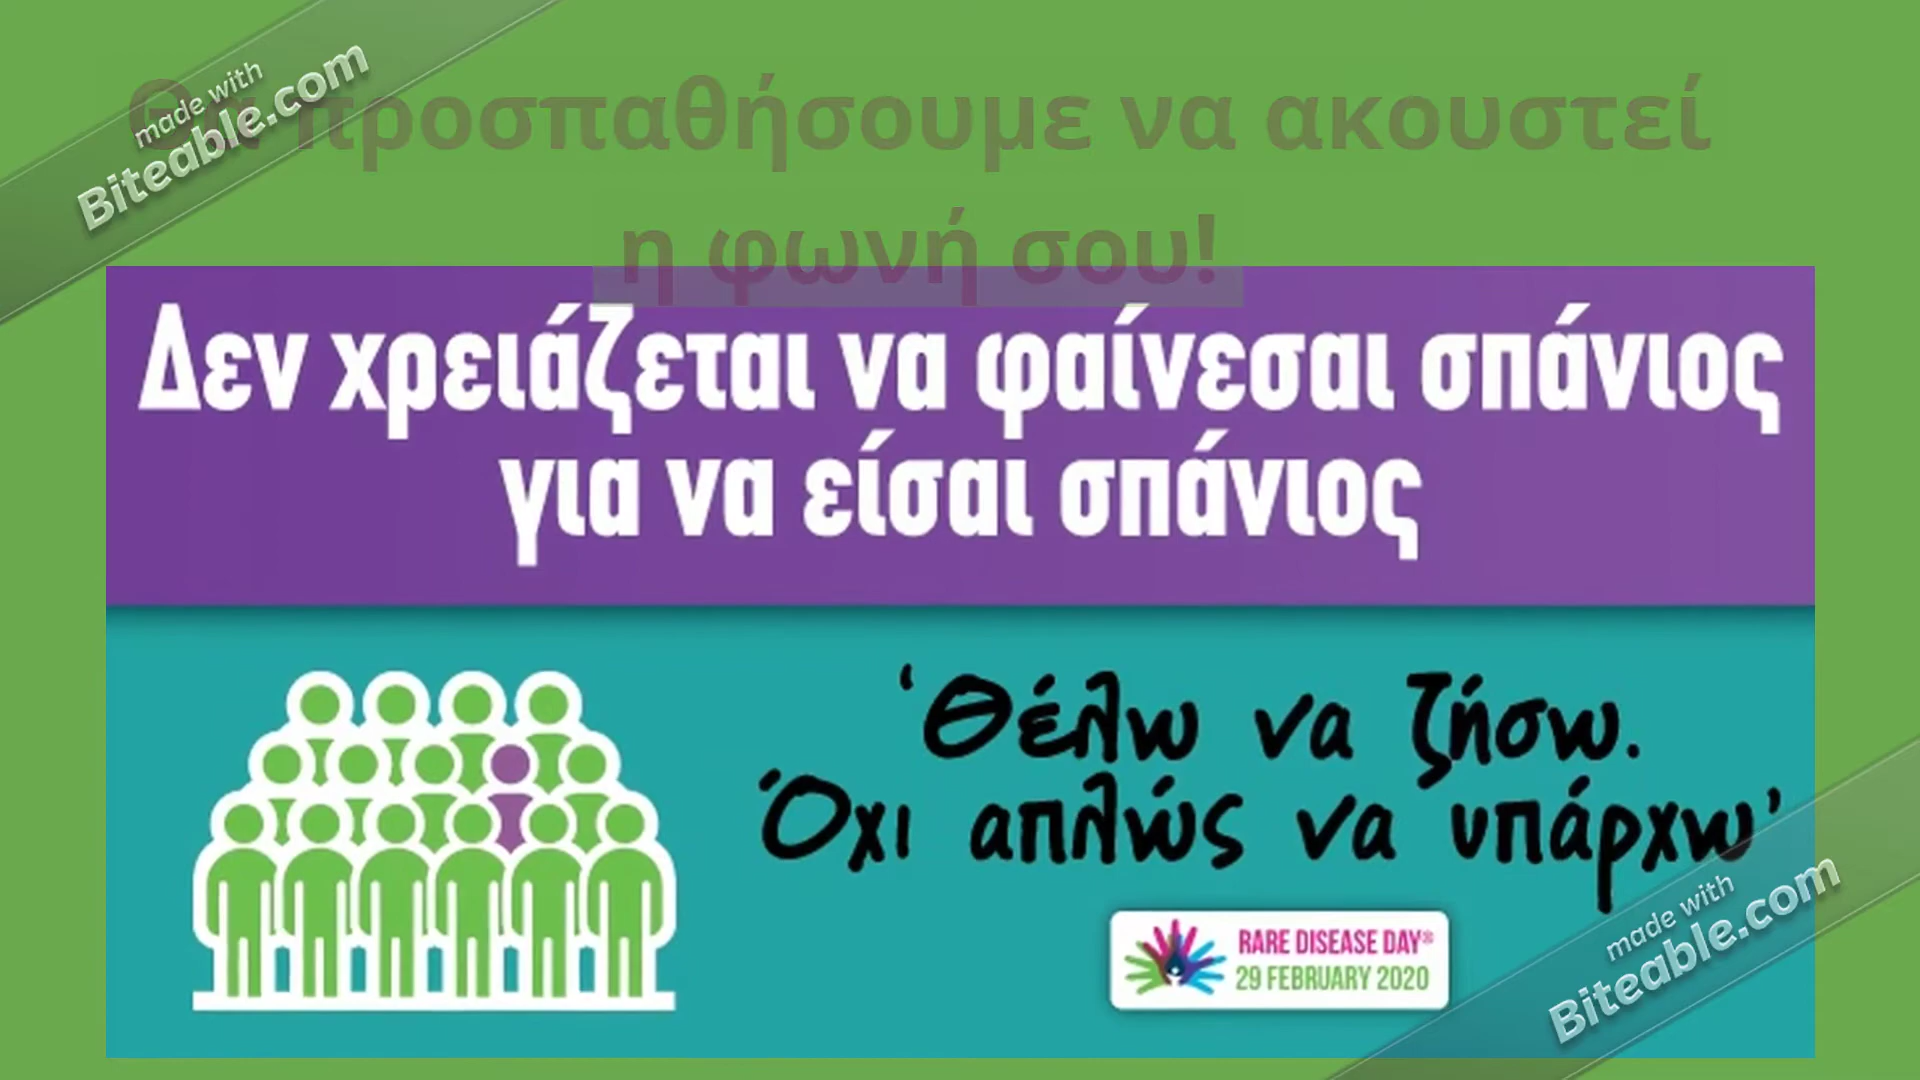 Θα προσπαθήσουμε να ακουστεί
η φωνή σου!
Δεν χρειάζεται να φαίνεσαι σπάνιος
για να είσαι σπάνιος
‘Θέλω να ζήσω.
Όχι απλώς να υπάρχω’
RARE DISEASE DAY®
29 FEBRUARY 2020
made with
Biteable.com
made with
Biteable.com